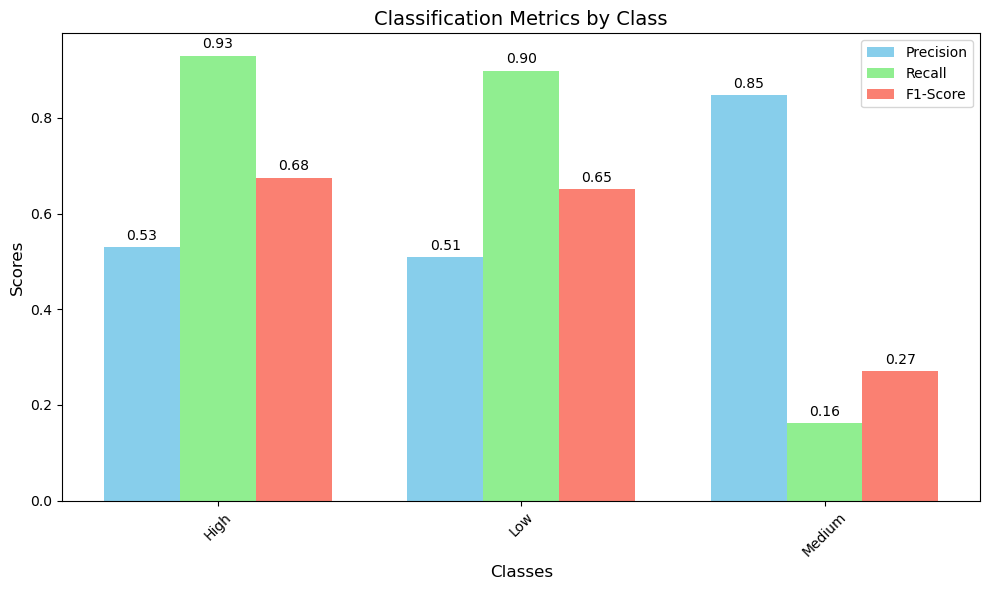 Classification Metrics by Class
Precision
Recall
F1-Score
0.93
0.90
0.85
0.68
0.65
0.53
0.51
0.27
0.16
0.8
0.6
0.4
0.2
0.0
Scores
High
Low
Medium
Classes